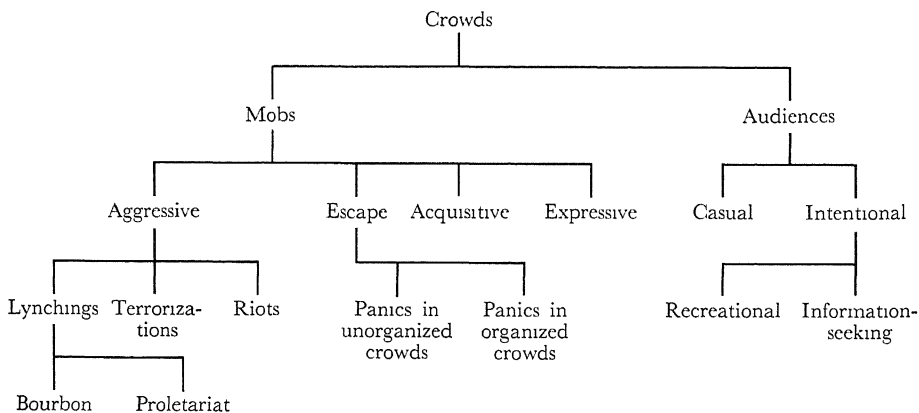 Crowds
Mobs
Audiences
Aggressive
Escape
Acquisitive
Expressive
Casual
Intentional
Lynchings
Terroriza-
tions
Riots
Panics in
unorganized
crowds
Panics in
organized
crowds
Recreational
Information-
seeking
Bourbon
Proletariat